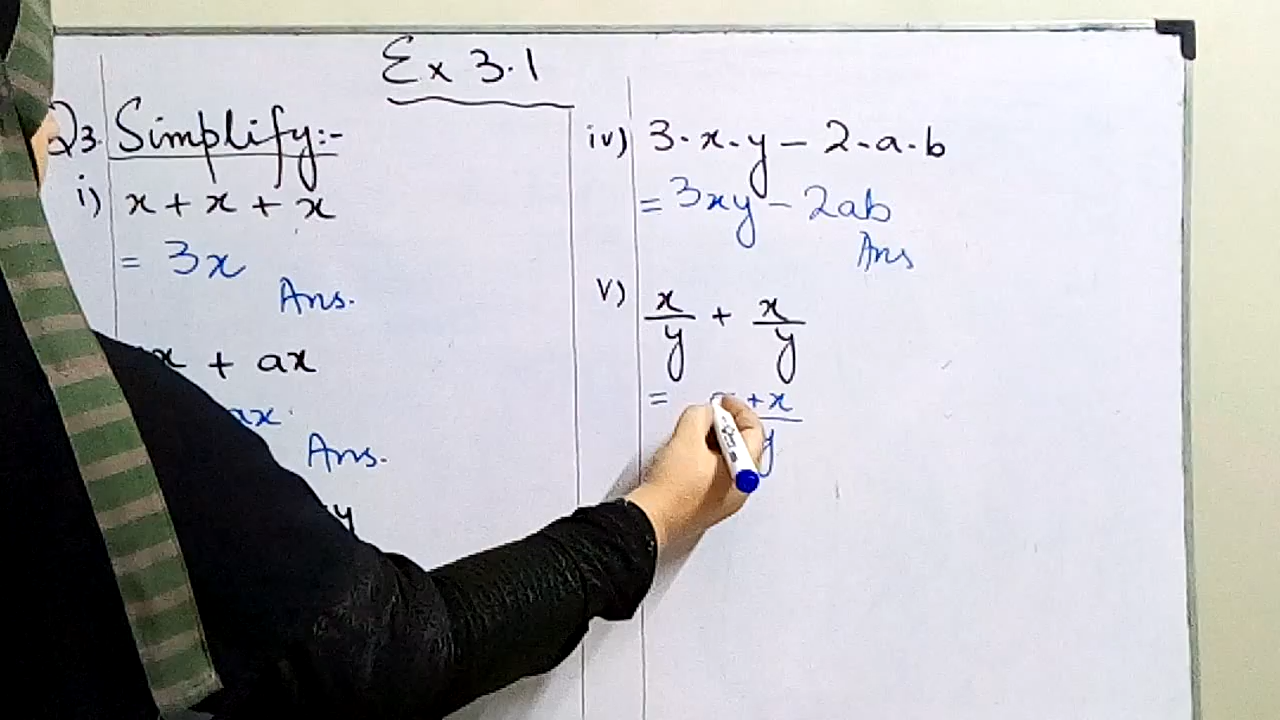 Ex 3.1
Q3. Simplify:-
i) x + x + x
= 3x
Ans.
x + ax
ax
Ans.
y
iv) 3·x·y - 2·a·b
= 3xy - 2ab
Ans
v) x/y + x/y
= + x
y